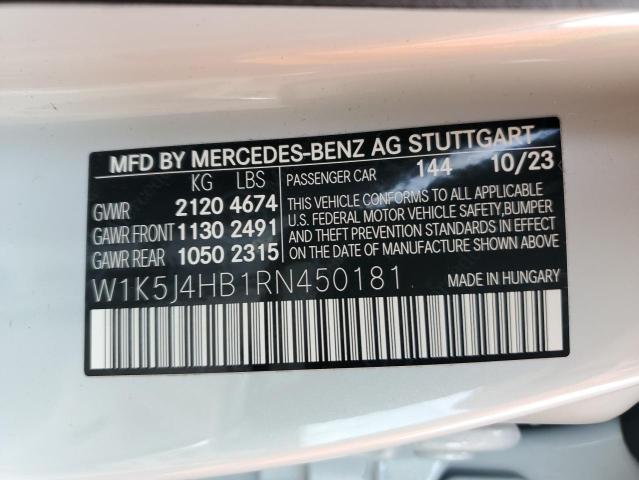 MFD BY MERCEDES-BENZ AG STUTTGART
KG LBS PASSENGER CAR 144 10/23
GWWR 2120 4674
GAWR FRONT 1130 2491
GAWR REAR 1050 2315
THIS VEHICLE CONFORMS TO ALL APPLICABLE
U.S. FEDERAL MOTOR VEHICLE SAFETY,BUMPER
AND THEFT PREVENTION STANDARDS
IN EFFECT ON THE DATE OF
MANUFACTURE SHOWN ABOVE.
W1K5J4HB1RN450181 MADE IN HUNGARY